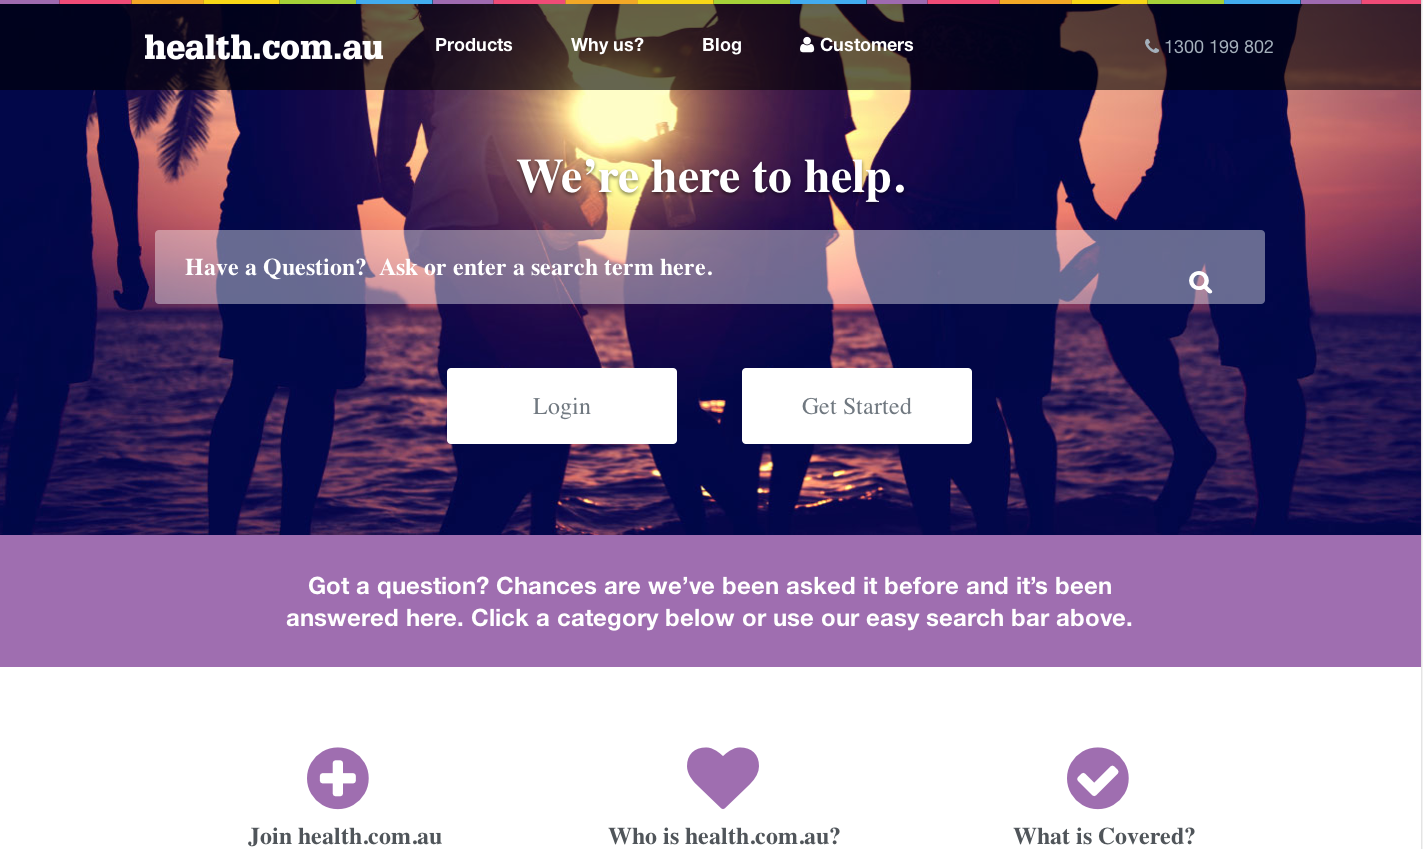 health.com.au
Products
Why us?
Blog
Customers
1300 199 802
We’re here to help.
Have a Question?  Ask or enter a search term here.
Login
Get Started
Got a question? Chances are we’ve been asked it before and it’s been
answered here. Click a category below or use our easy search bar above.
Join health.com.au
Who is health.com.au?
What is Covered?